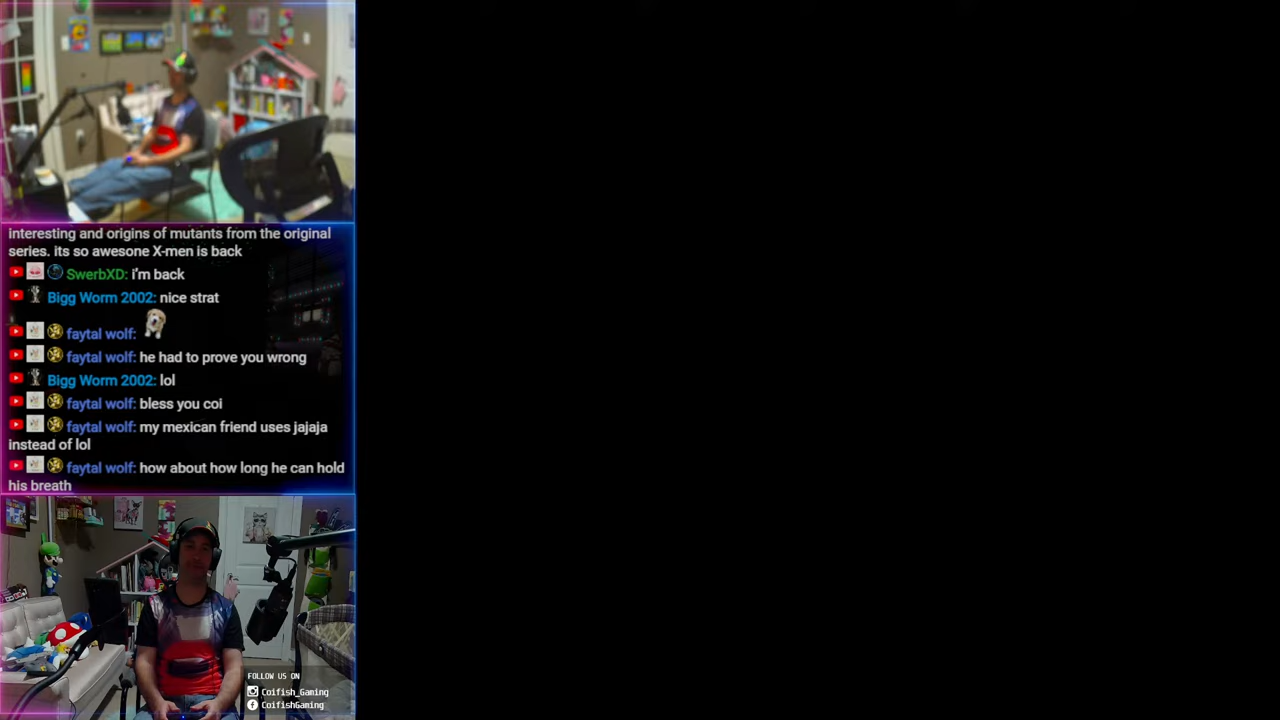 interesting and origins of mutants from the original
series. its so awesome X-men is back
SwerbXD: i'm back
Bigg Worm 2002: nice strat
faytal wolf:
faytal wolf: he had to prove you wrong
Bigg Worm 2002: lol
faytal wolf: bless you coi
faytal wolf: my mexican friend uses jajaja
instead of lol
faytal wolf: how about how long he can hold
his breath
FOLLOW US ON
Coifish_Gaming
CoifishGaming